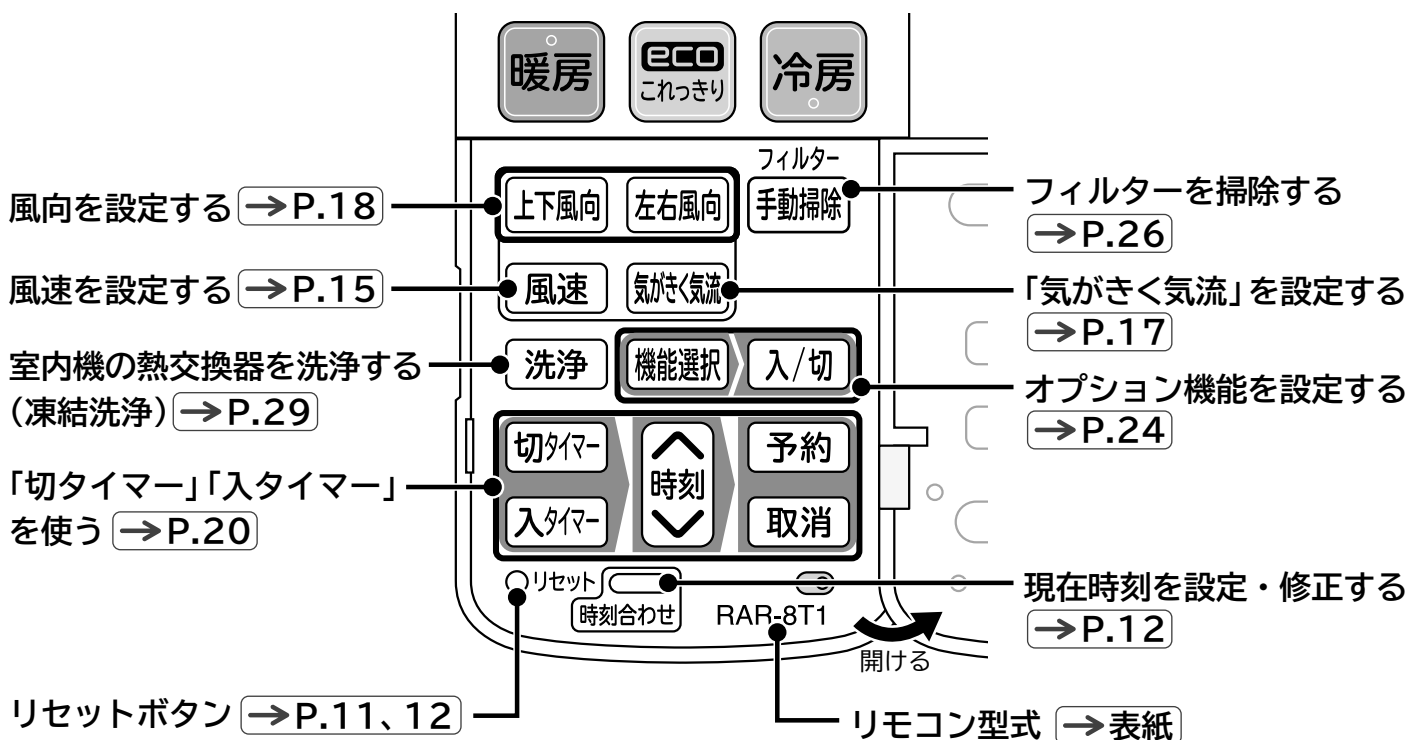 暖房
eco
これっきり
冷房
フィルター
上下風向
左右風向
手動掃除
風向を設定する →P.18
フィルターを掃除する
→P.26
風速
気がきく気流
風速を設定する →P.15
「気がきく気流」を設定する
→P.17
洗浄
機能選択
入/切
室内機の熱交換器を洗浄する
(凍結洗浄) →P.29
オプション機能を設定する
→P.24
切タイマー
時刻
予約
入タイマー
取消
「切タイマー」「入タイマー」
を使う →P.20
リセット
時刻合わせ
RAR-8T1
開ける
現在時刻を設定・修正する
→P.12
リセットボタン →P.11、12
リモコン型式 →表紙